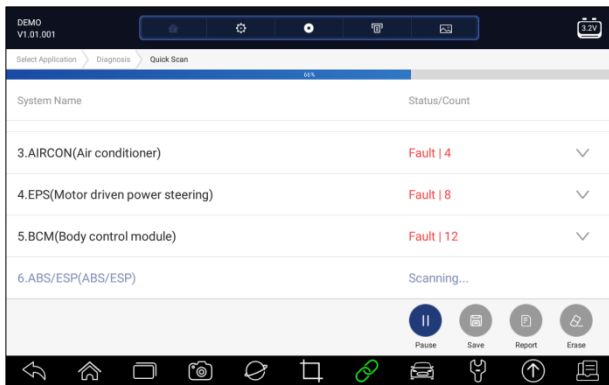 DEMO
V1.01.001
3.2V
Select Application Diagnosis Quick Scan
66%
System Name Status/Count
3.AIRCON(Air conditioner) Fault | 4
4.EPS(Motor driven power steering) Fault | 8
5.BCM(Body control module) Fault | 12
6.ABS/ESP(ABS/ESP) Scanning...
Pause Save Report Erase